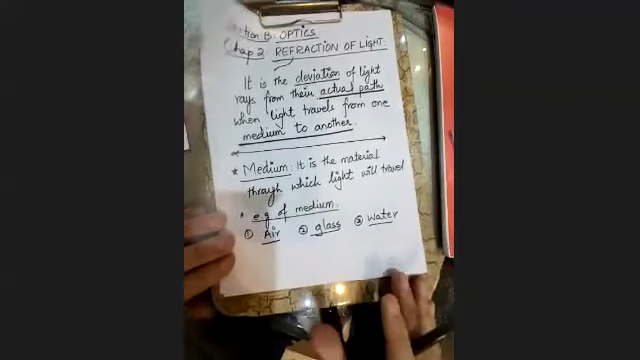 tion B: OPTICS
Chap 2 REFRACTION OF LIGHT.
It is the deviation of light
rays from their actual path
when light travels from one
medium to another.
* Medium: It is the material
through which light will travel
* e.g of medium:
① Air ② glass ③ water